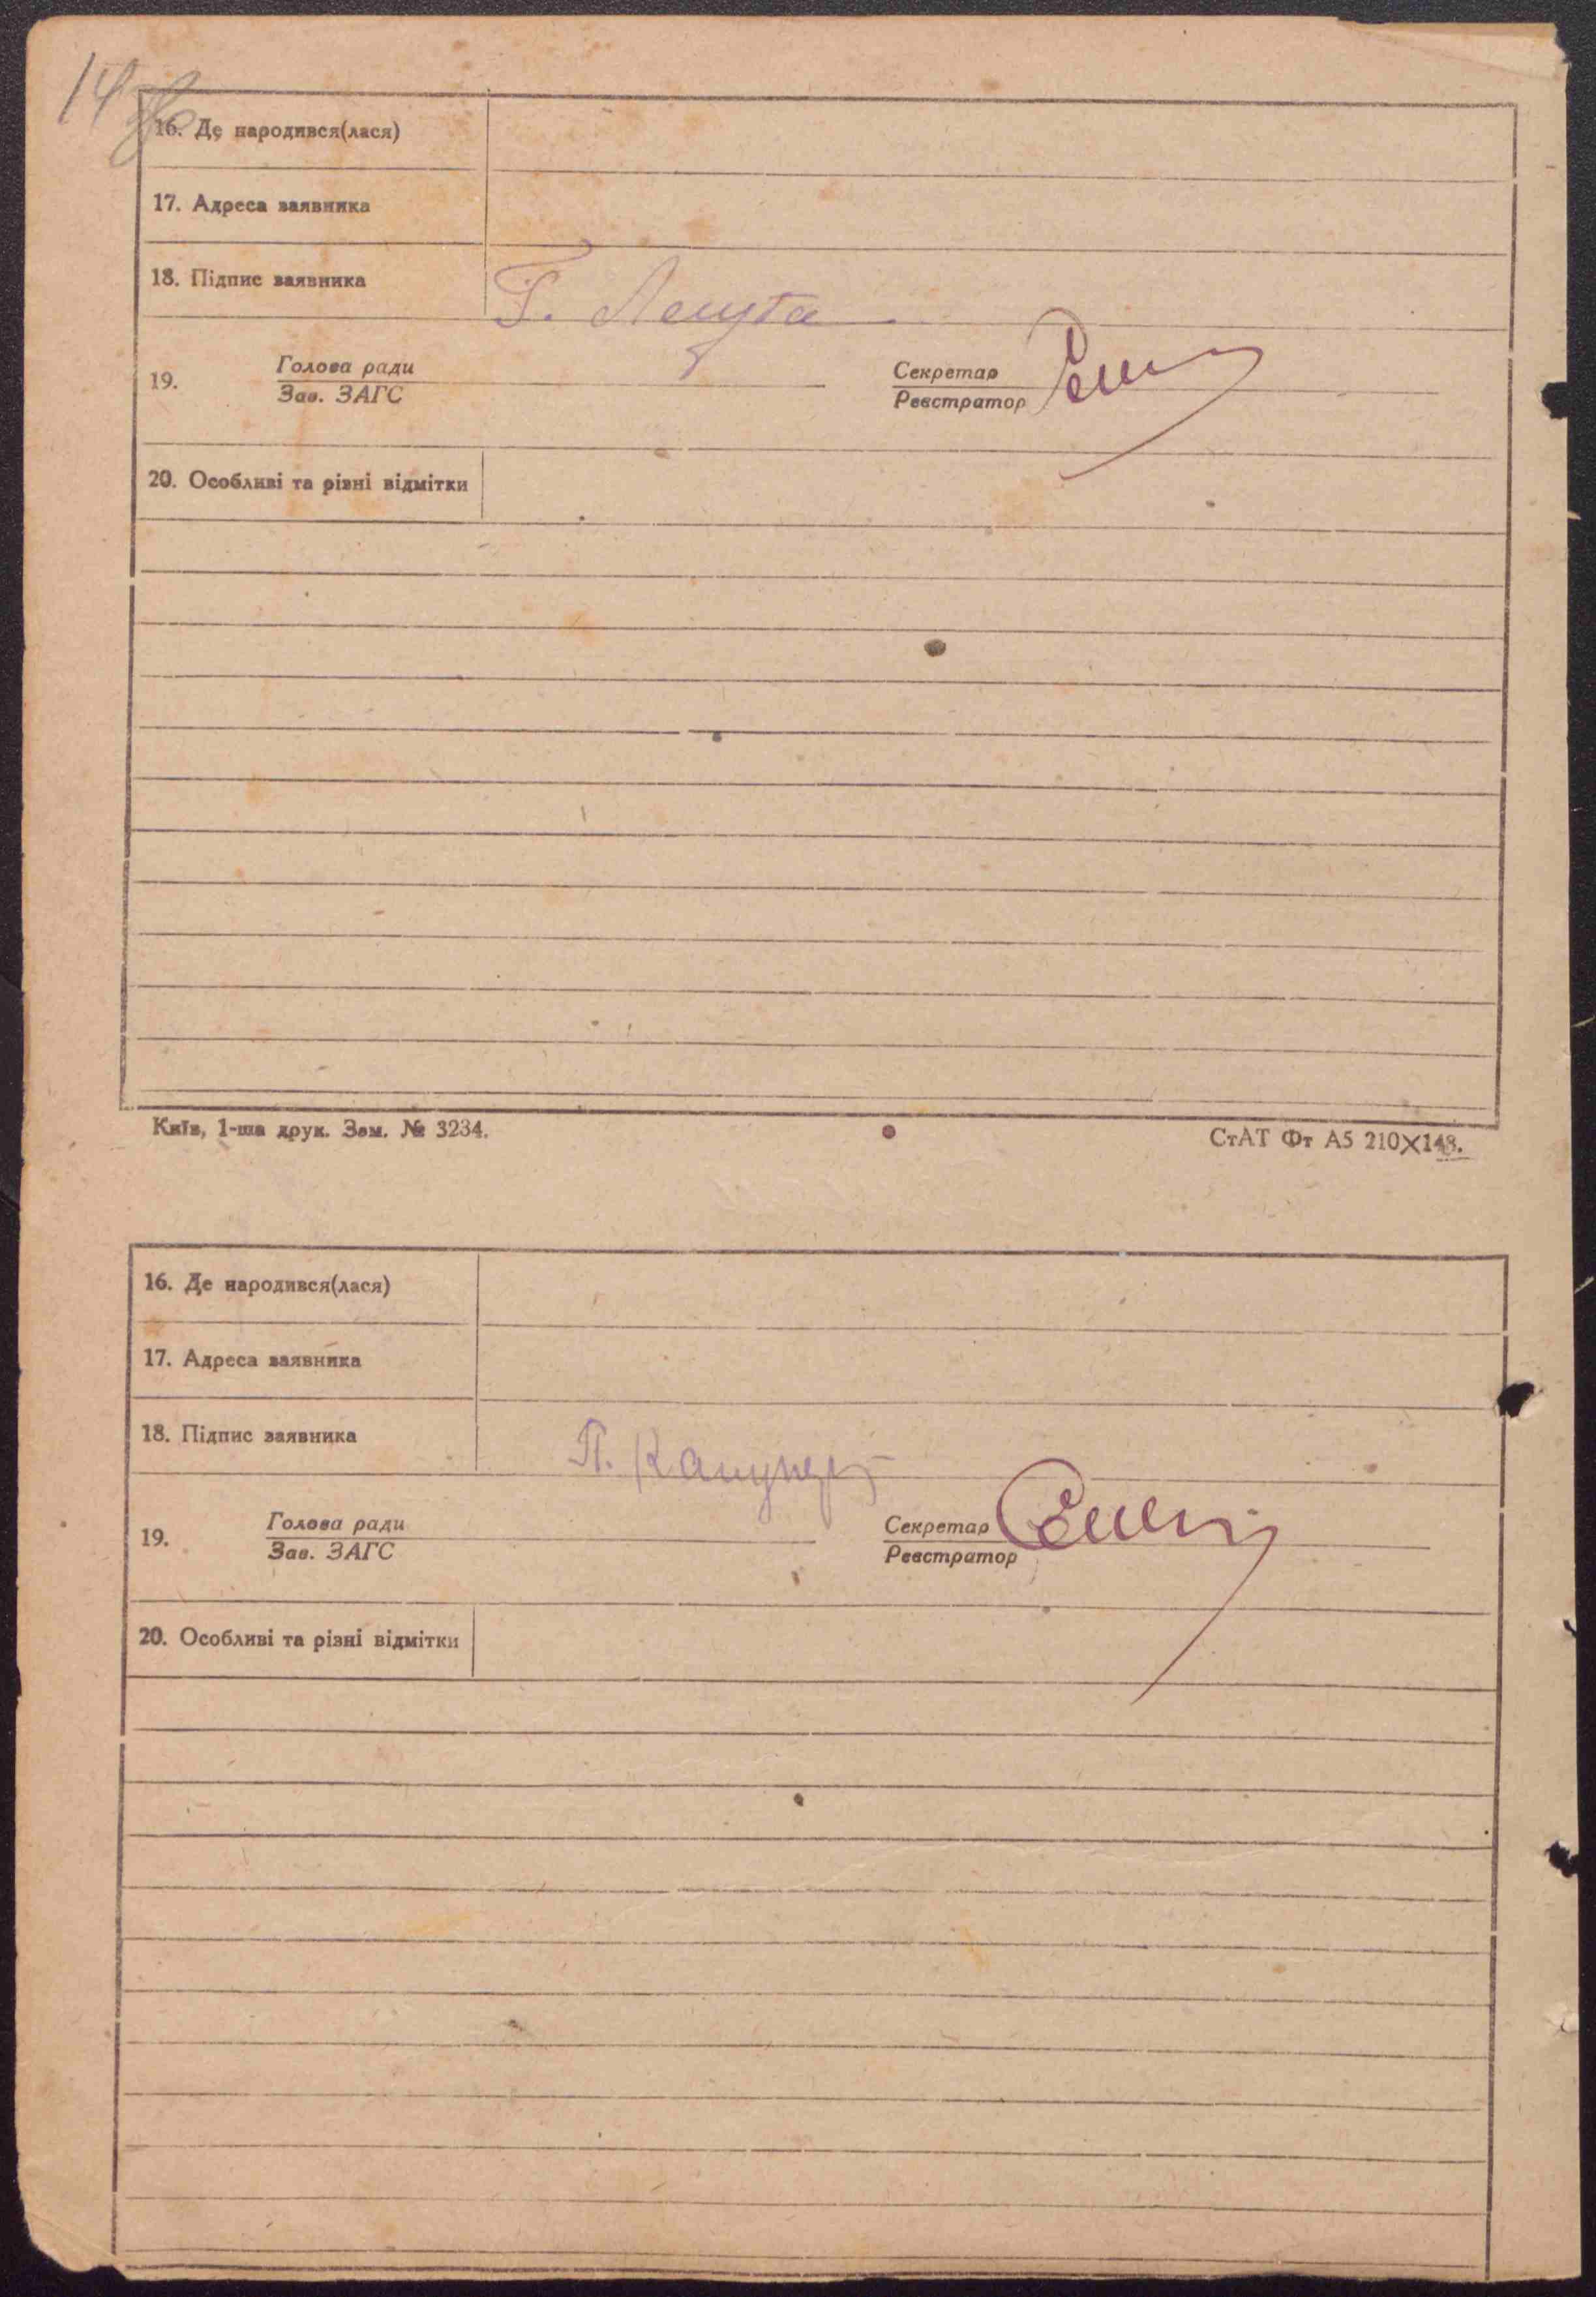 14 зв
16. Де народився(лася)
17. Адреса заявника
18. Підпис заявника
Г.
19. Голова ради
Зав. ЗАГС
Секретар
Реєстратор
20. Особливі та різні відмітки
Київ, 1-ша друк. Зам. № 3234.
СтАТ Фт А5 210×148.
16. Де народився(лася)
17. Адреса заявника
18. Підпис заявника
П.
19. Голова ради
Зав. ЗАГС
Секретар
Реєстратор
20. Особливі та різні відмітки